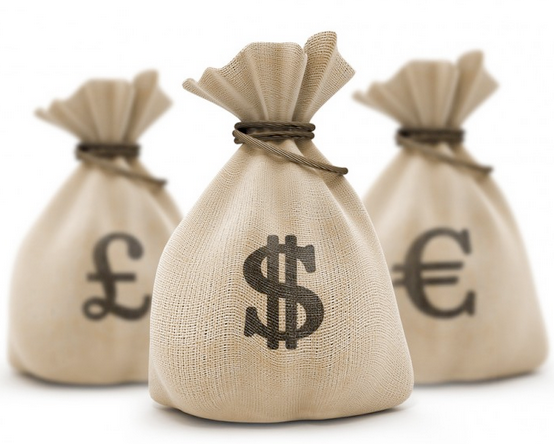 £ $ €